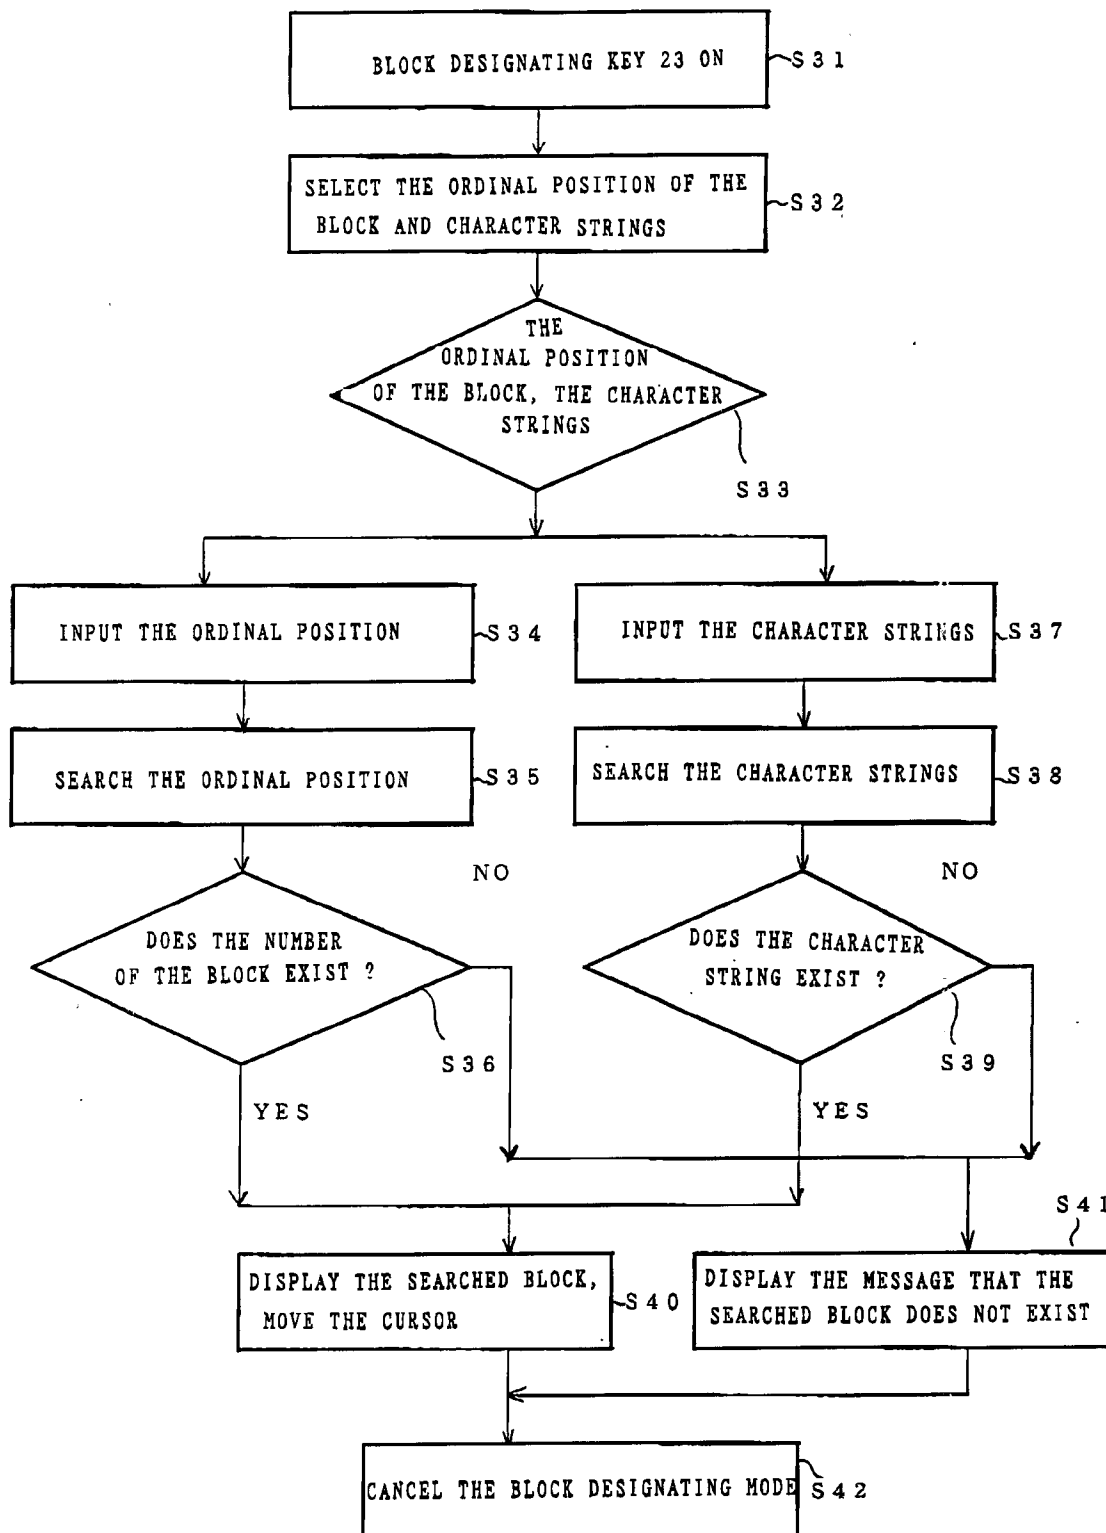 BLOCK DESIGNATING KEY 23 ON
S31
SELECT THE ORDINAL POSITION OF THE
BLOCK AND CHARACTER STRINGS
S32
THE
ORDINAL POSITION
OF THE BLOCK, THE CHARACTER
STRINGS
S33
INPUT THE ORDINAL POSITION
S34
INPUT THE CHARACTER STRINGS
S37
SEARCH THE ORDINAL POSITION
S35
SEARCH THE CHARACTER STRINGS
S38
NO
NO
DOES THE NUMBER
OF THE BLOCK EXIST ?
S36
DOES THE CHARACTER
STRING EXIST ?
S39
YES
YES
S41
DISPLAY THE SEARCHED BLOCK,
MOVE THE CURSOR
S40
DISPLAY THE MESSAGE THAT THE
SEARCHED BLOCK DOES NOT EXIST
CANCEL THE BLOCK DESIGNATING MODE
S42